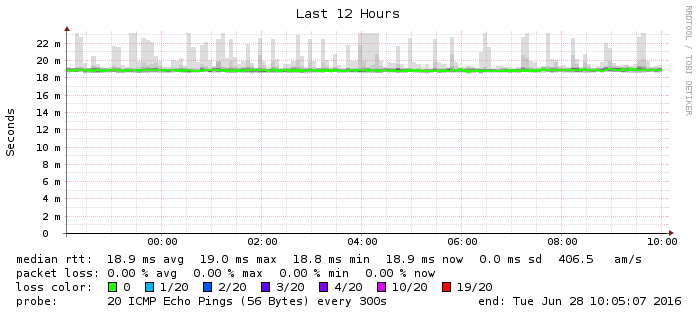 Last 12 Hours
RRDTOOL / TOBI OETIKER
Seconds
22 m
20 m
18 m
16 m
14 m
12 m
10 m
8 m
6 m
4 m
2 m
0
00:00 02:00 04:00 06:00 08:00 10:00
median rtt: 18.9 ms avg 19.0 ms max 18.8 ms min 18.9 ms now 0.0 ms sd 406.5 am/s
packet loss: 0.00 % avg 0.00 % max 0.00 % min 0.00 % now
loss color: 0 1/20 2/20 3/20 4/20 10/20 19/20
probe: 20 ICMP Echo Pings (56 Bytes) every 300s end: Tue Jun 28 10:05:07 2016